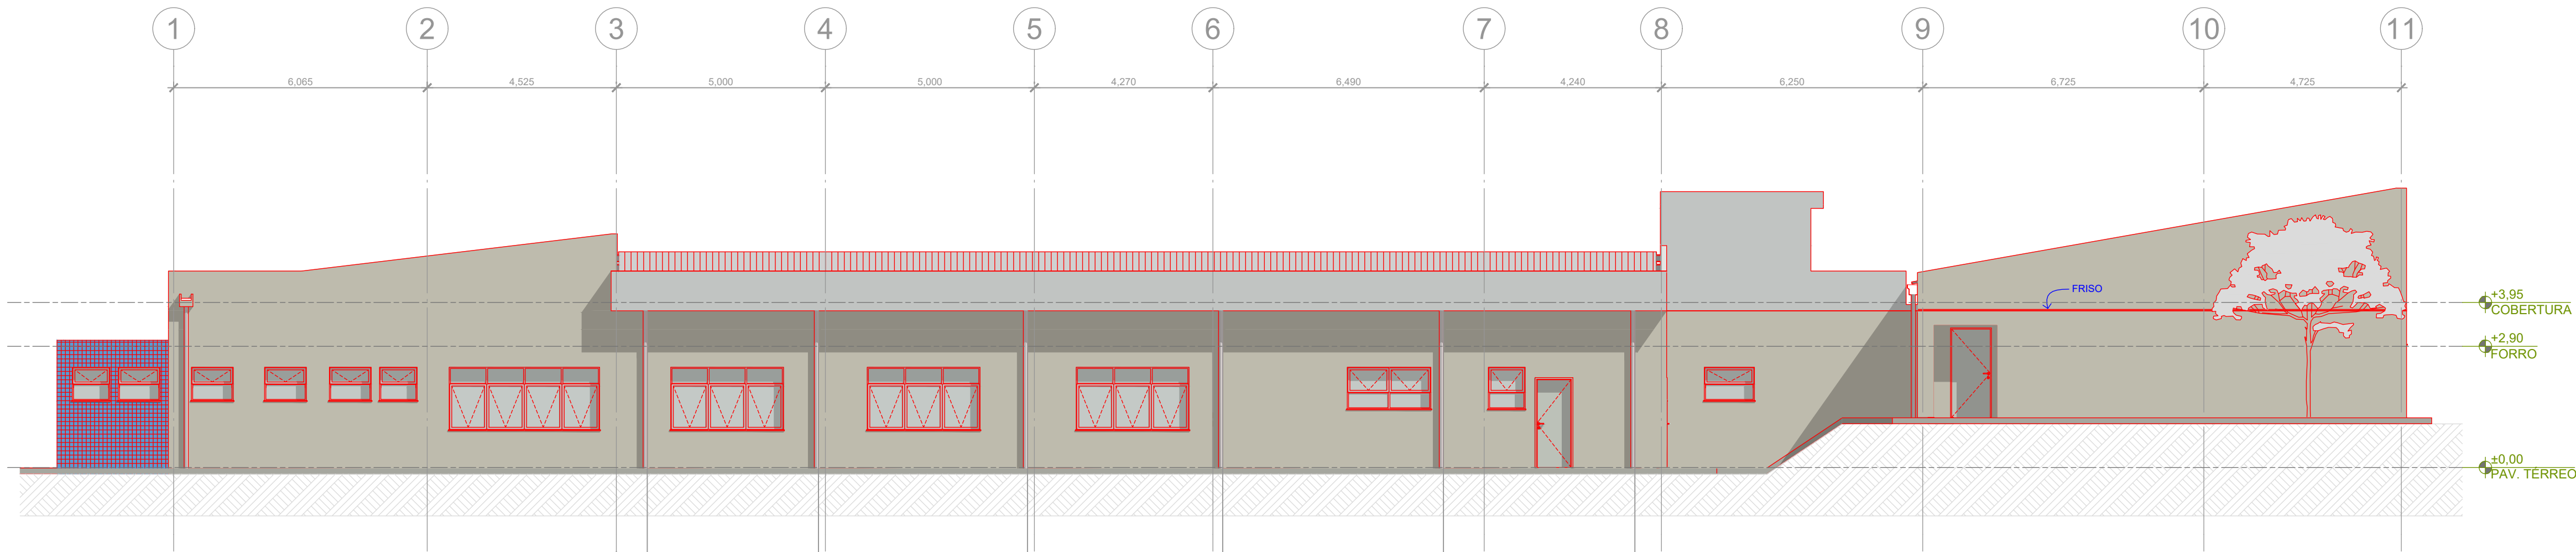 1 2 3 4 5 6 7 8 9 10 11
6,065 4,525 5,000 5,000 4,270 6,490 4,240 6,250 6,725 4,725
FRISO
+3,95
COBERTURA
+2,90
FORRO
±0,00
PAV. TÉRREO